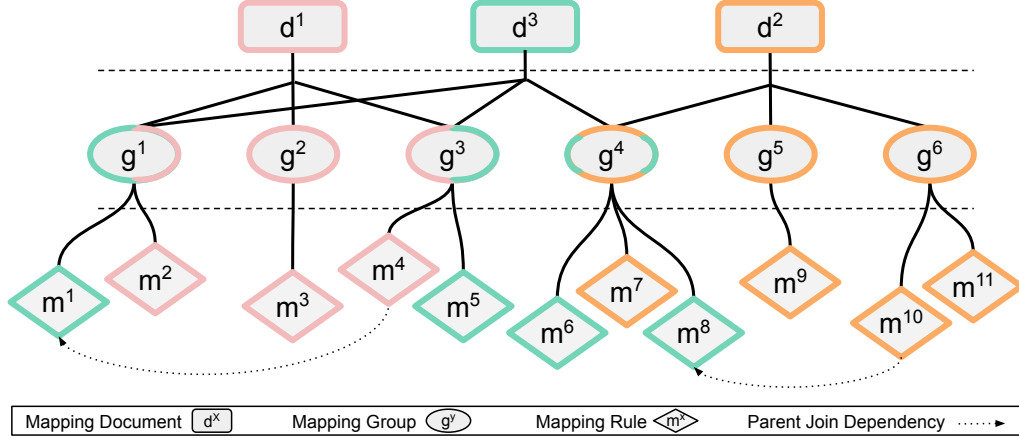 d¹ d³ d²
g¹ g² g³ g⁴ g⁵ g⁶
m¹ m² m³ m⁴ m⁵ m⁶ m⁷ m⁸ m⁹ m¹⁰ m¹¹
Mapping Document dˣ Mapping Group gʸ Mapping Rule mˣ Parent Join Dependency